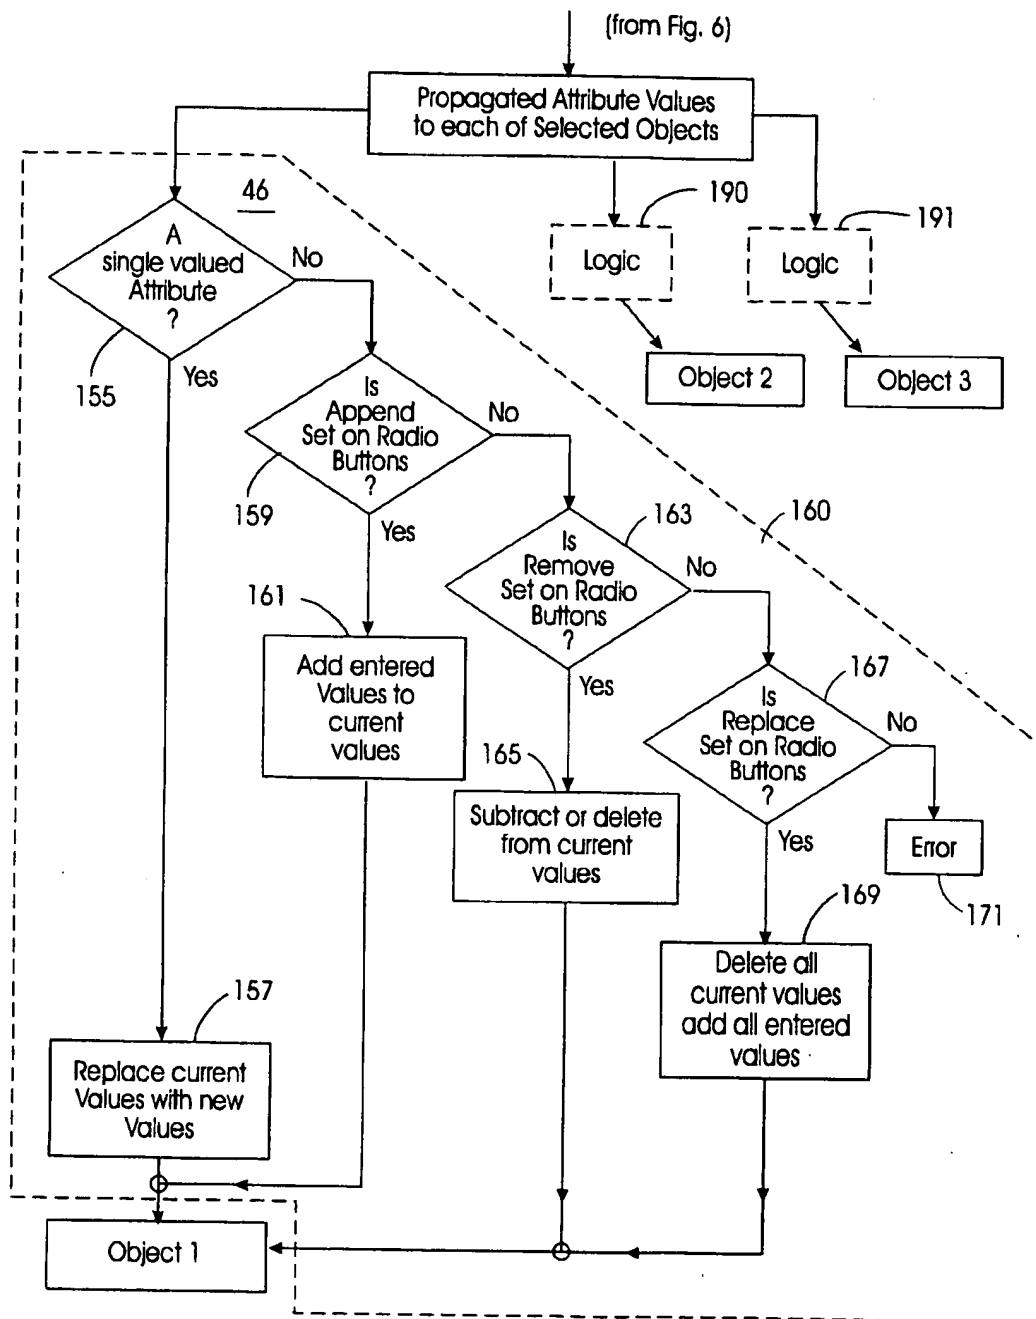 (from Fig. 6)
Propagated Attribute Values
to each of Selected Objects
46
190
191
A
single valued
Attribute
?
No
Logic
Logic
155
Yes
Object 2
Object 3
Is
Append
Set on Radio
Buttons
?
No
159
Yes
163
160
Is
Remove
Set on Radio
Buttons
?
No
161
Add entered
Values to
current
values
Yes
167
Is
Replace
Set on Radio
Buttons
?
No
165
Subtract or delete
from current
values
Yes
Error
171
169
Delete all
current values
add all entered
values
157
Replace current
Values with new
Values
Object 1